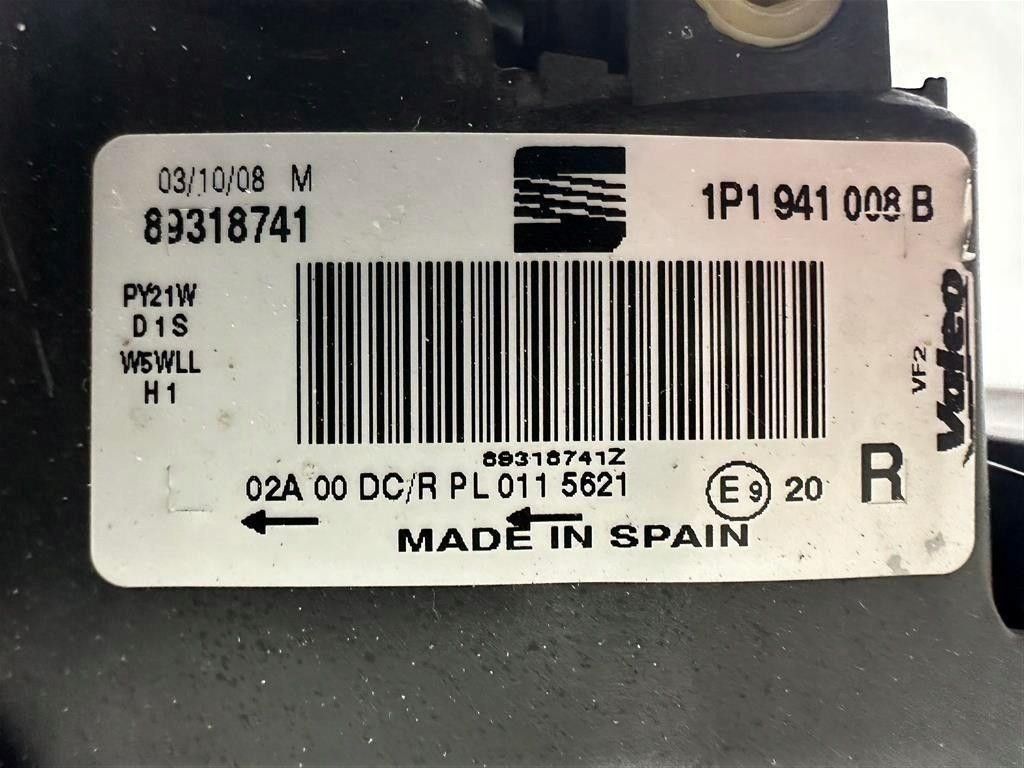 03/10/08 M
89318741
1P1 941 008 B
PY21W
D1S
W5WLL
H1
VF2
Valeo
89318741Z
02A 00 DC/R PL 011 5621
E9 20
R
MADE IN SPAIN